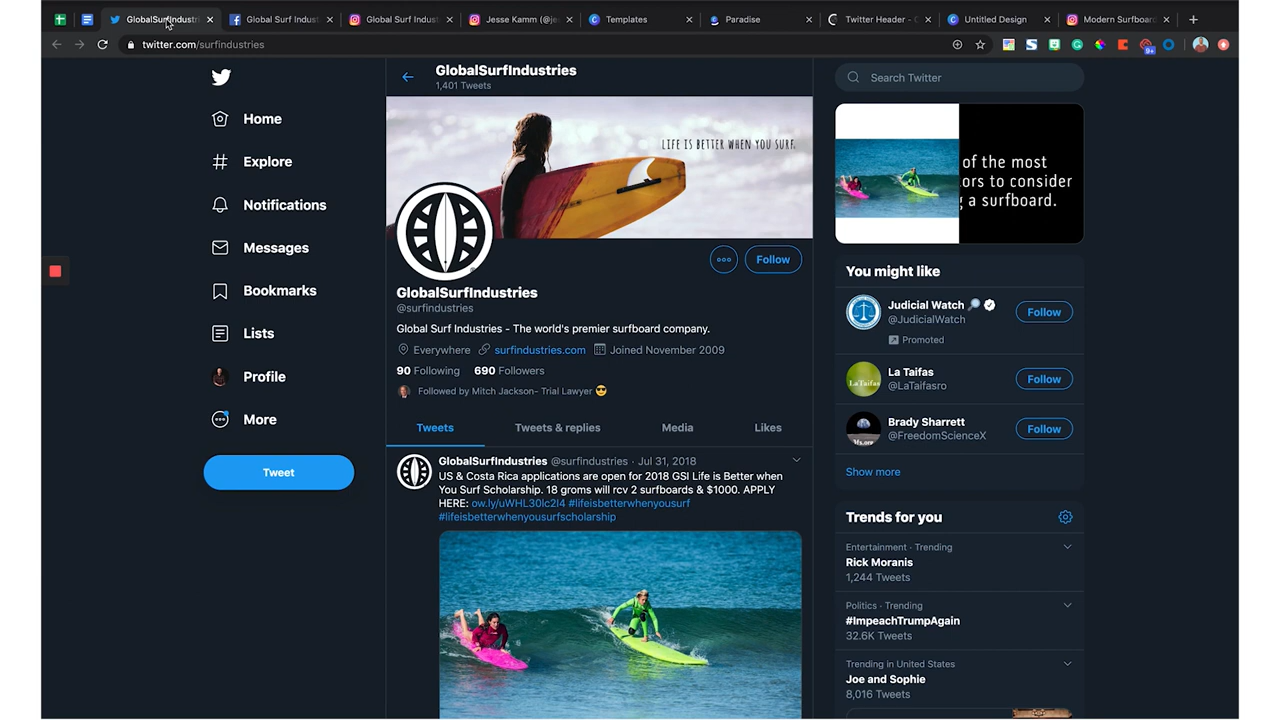 GlobalSurfIndustri
Global Surf Indust
Global Surf Indust
Jesse Kamm (@je
Templates
Paradise
Twitter Header - C
Untitled Design
Modern Surfboard
twitter.com/surfindustries
GlobalSurfIndustries
1,401 Tweets
Search Twitter
Home
Explore
Notifications
Messages
Bookmarks
Lists
Profile
More
Tweet
LIFE IS BETTER WHEN YOU SURF.
Follow
GlobalSurfIndustries
@surfindustries
Global Surf Industries - The world's premier surfboard company.
Everywhere surfindustries.com Joined November 2009
90 Following 690 Followers
Followed by Mitch Jackson- Trial Lawyer 😎
Tweets Tweets & replies Media Likes
GlobalSurfIndustries @surfindustries · Jul 31, 2018
US & Costa Rica applications are open for 2018 GSI Life is Better when
You Surf Scholarship. 18 groms will rcv 2 surfboards & $1000. APPLY
HERE: ow.ly/uWHL30lc2I4 #lifeisbetterwhenyousurf
#lifeisbetterwhenyousurfscholarship
of the most
ors to consider
g a surfboard.
You might like
Judicial Watch 🔎
@JudicialWatch
Follow
Promoted
La Taifas
@LaTaifasro
Follow
LaTaifas
Brady Sharrett
@FreedomScienceX
Follow
Show more
Trends for you
Entertainment · Trending
Rick Moranis
1,244 Tweets
Politics · Trending
#ImpeachTrumpAgain
32.6K Tweets
Trending in United States
Joe and Sophie
8,016 Tweets